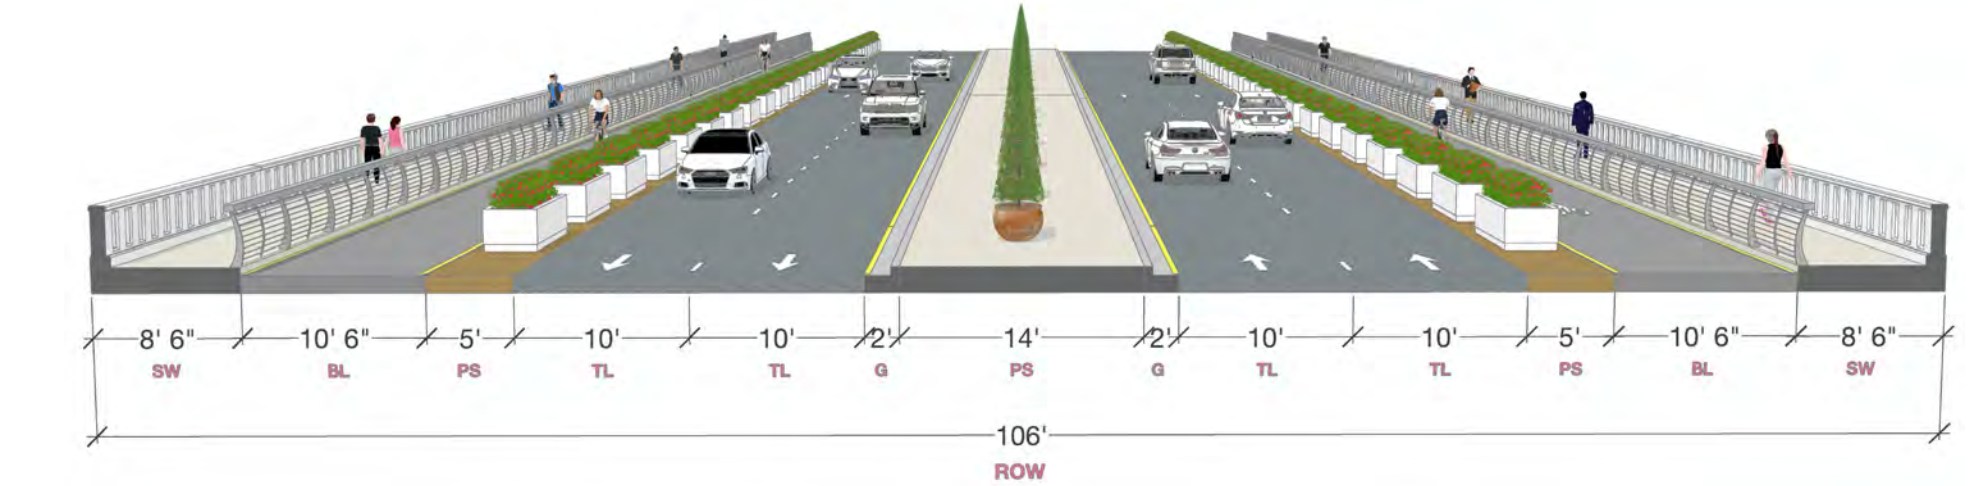 8' 6" 10' 6" 5' 10' 10' 2' 14' 2' 10' 10' 5' 10' 6" 8' 6"
SW BL PS TL TL G PS G TL TL PS BL SW
106'
ROW